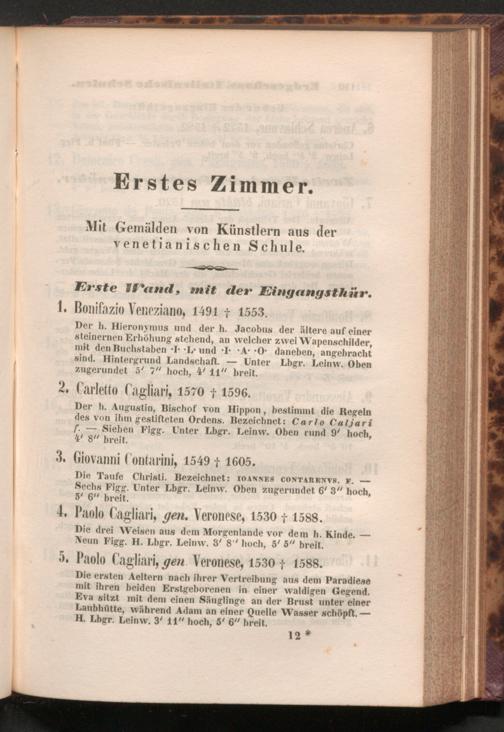 Erstes Zimmer.
Mit Gemälden von Künstlern aus der
venetianischen Schule.
Erste Wand, mit der Eingangsthür.
1. Bonifazio Veneziano, 1491 † 1553.
Der h. Hieronymus und der h. Jacobus der ältere auf einer
steinernen Erhöhung stehend, an welcher zwei Wapenschilder,
mit den Buchstaben ·I· ·L· und ·I· ·A· ·O· daneben, angebracht
sind. Hintergrund Landschaft. — Unter Lbgr. Leinw. Oben
zugerundet 5′ 7″ hoch, 4′ 11″ breit.
2. Carletto Cagliari, 1570 † 1596.
Der h. Augustin, Bischof von Hippon, bestimmt die Regeln
des von ihm gestifteten Ordens. Bezeichnet: Carlo Caljari
f. — Sieben Figg. Unter Lbgr. Leinw. Oben rund 9′ hoch,
4′ 8″ breit.
3. Giovanni Contarini, 1549 † 1605.
Die Taufe Christi. Bezeichnet: IOANNES CONTARENVS. F. —
Sechs Figg. Unter Lbgr. Leinw. Oben zugerundet 6′ 3″ hoch,
5′ 6″ breit.
4. Paolo Cagliari, gen. Veronese, 1530 † 1588.
Die drei Weisen aus dem Morgenlande vor dem h. Kinde. —
Neun Figg. H. Lbgr. Leinw. 3′ 8″ hoch, 5′ 5″ breit.
5. Paolo Cagliari, gen. Veronese, 1530 † 1588.
Die ersten Aeltern nach ihrer Vertreibung aus dem Paradiese
mit ihren beiden Erstgeborenen in einer waldigen Gegend.
Eva sitzt mit dem einen Säuglinge an der Brust unter einer
Laubhütte, während Adam an einer Quelle Wasser schöpft. —
H. Lbgr. Leinw. 3′ 11″ hoch, 5′ 6″ breit.
12 *